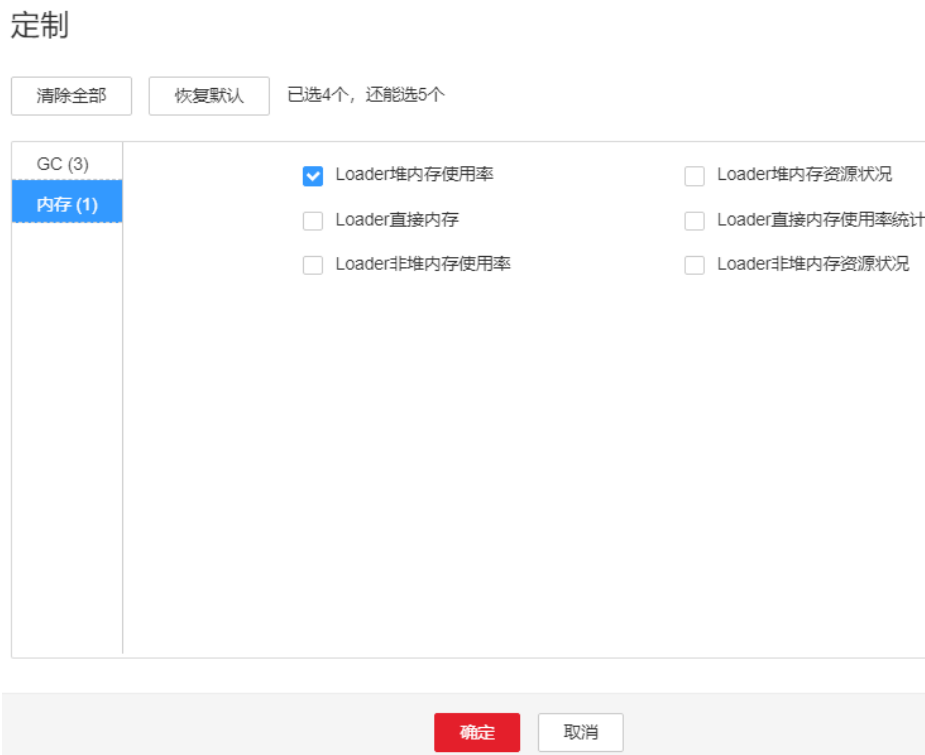 定制
清除全部 恢复默认 已选4个，还能选5个
GC (3)
内存 (1)
Loader堆内存使用率 Loader堆内存资源状况
Loader直接内存 Loader直接内存使用率统计
Loader非堆内存使用率 Loader非堆内存资源状况
确定 取消